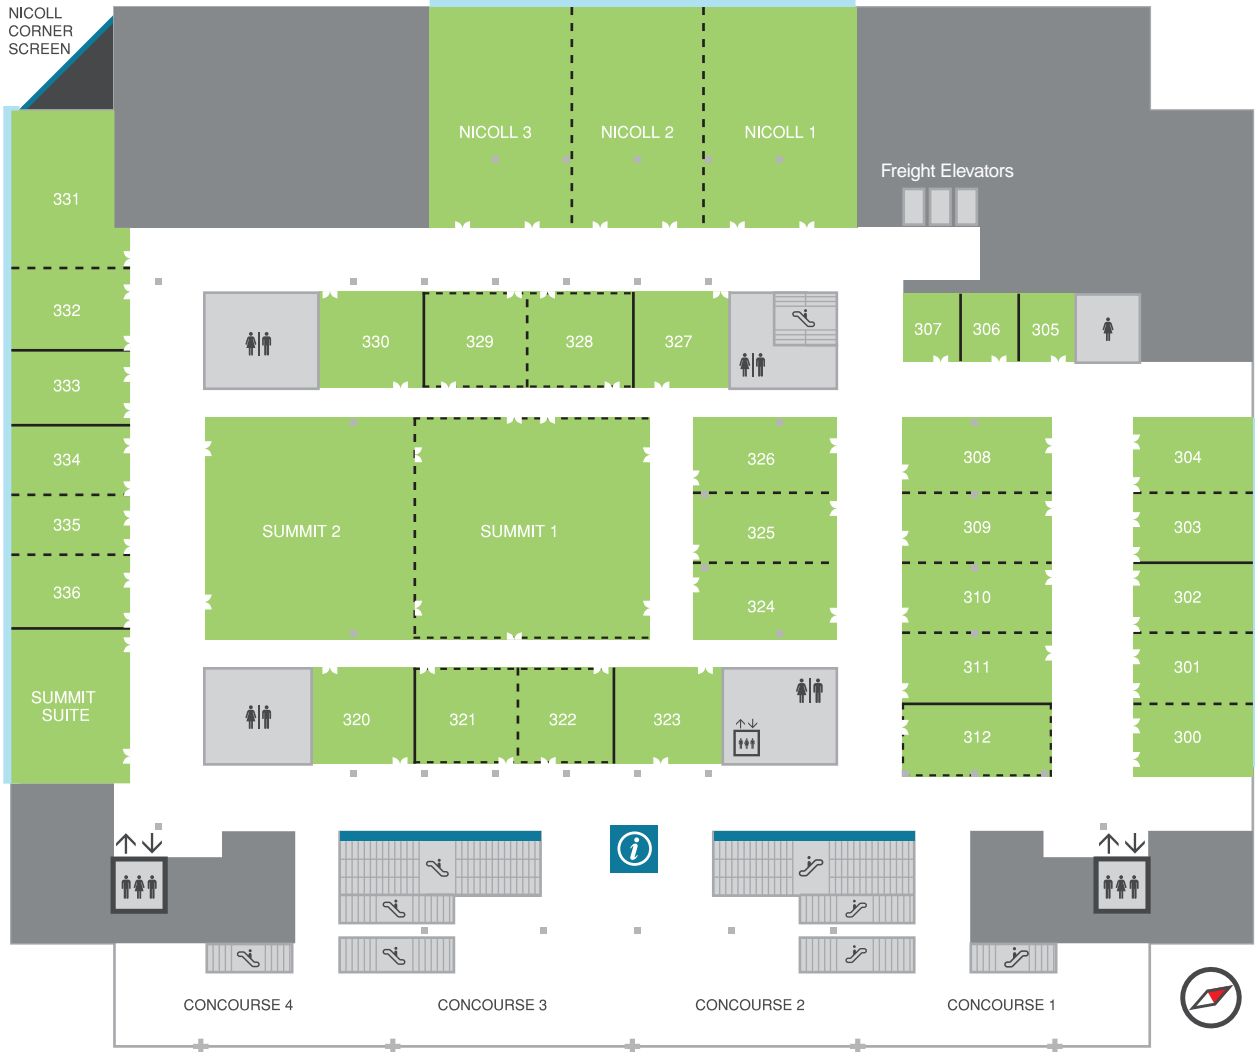 NICOLL
CORNER
SCREEN
NICOLL 3
NICOLL 2
NICOLL 1
Freight Elevators
331
332
333
334
335
336
SUMMIT
SUITE
330
329
328
327
307
306
305
SUMMIT 2
SUMMIT 1
326
325
324
308
309
310
311
312
304
303
302
301
300
320
321
322
323
i
CONCOURSE 4
CONCOURSE 3
CONCOURSE 2
CONCOURSE 1